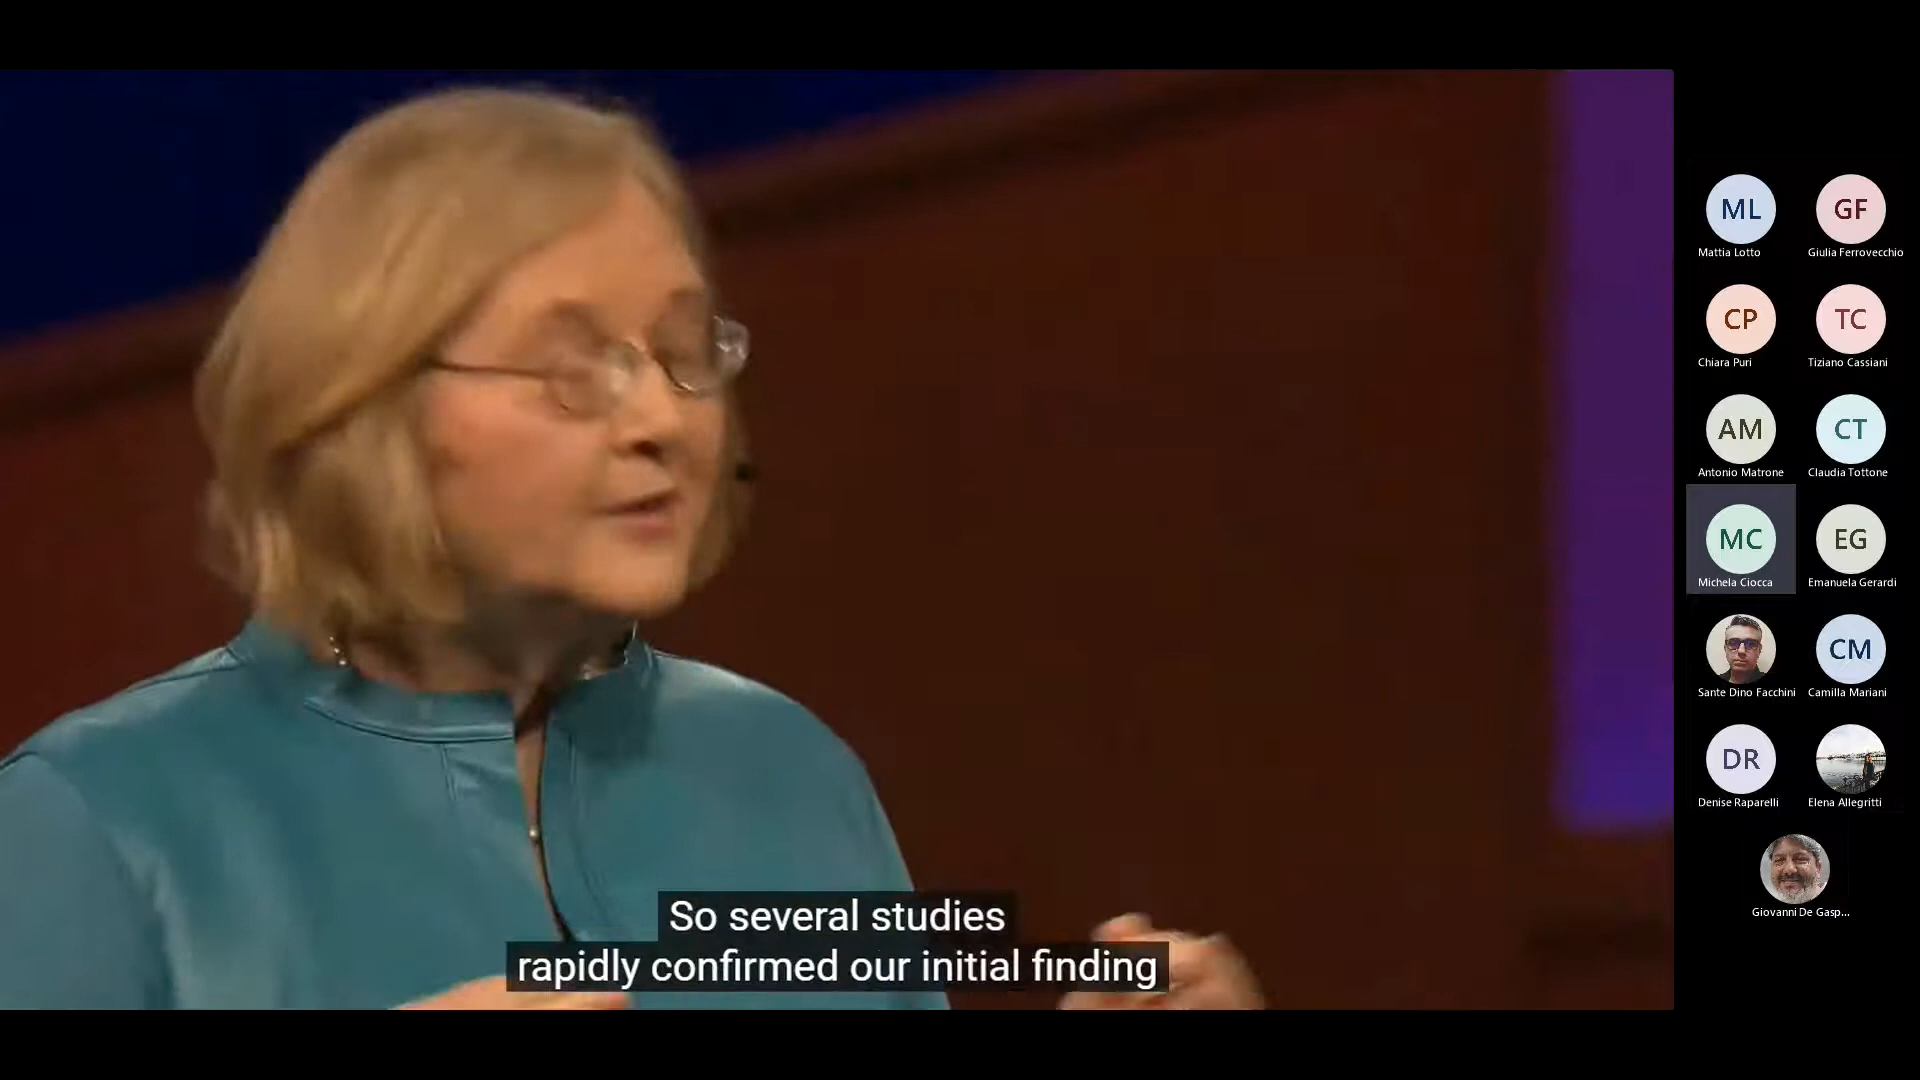 ML
GF
Mattia Lotto
Giulia Ferrovecchio
CP
TC
Chiara Puri
Tiziano Cassiani
AM
CT
Antonio Matrone
Claudia Tottone
MC
EG
Michela Ciocca
Emanuela Gerardi
CM
Sante Dino Facchini
Camilla Mariani
DR
Denise Raparelli
Elena Allegritti
Giovanni De Gasp...
So several studies
rapidly confirmed our initial finding